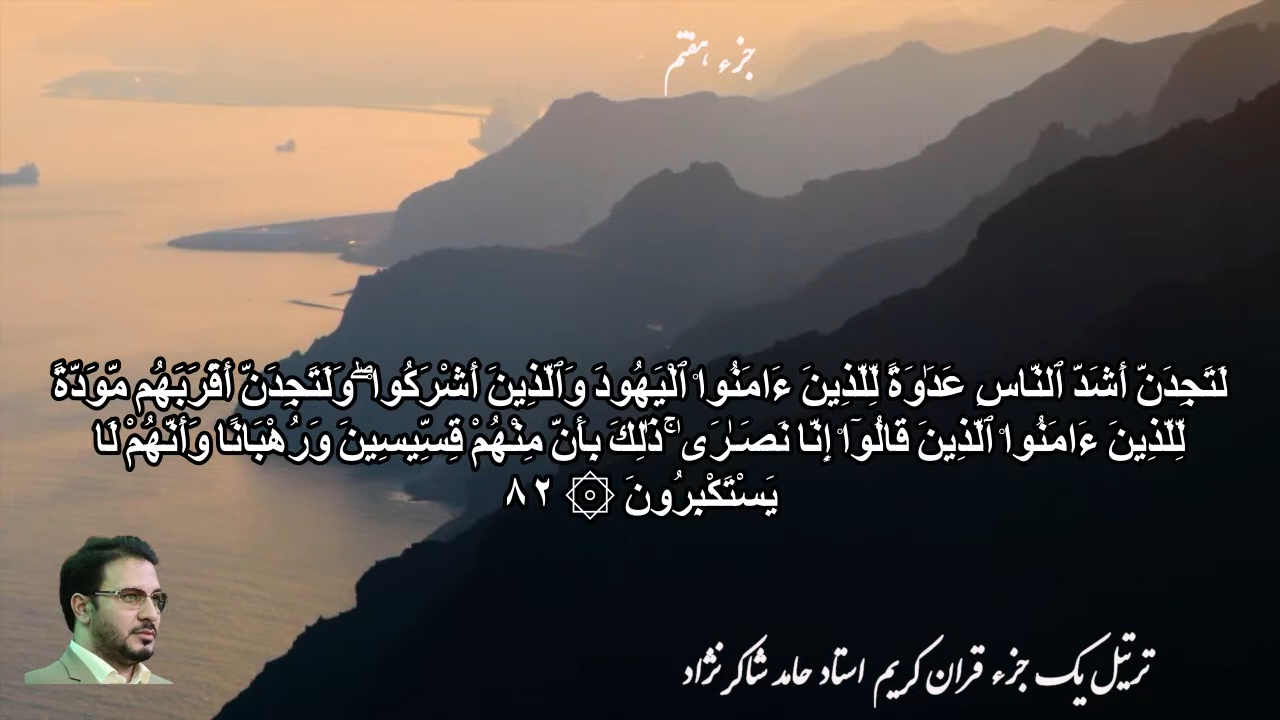 جزء هفتم
لَتَجِدَنَّ أَشَدَّ ٱلنَّاسِ عَدَٰوَةً لِّلَّذِينَ ءَامَنُوا۟ ٱلْيَهُودَ وَٱلَّذِينَ أَشْرَكُوا۟ ۖ وَلَتَجِدَنَّ أَقْرَبَهُم مَّوَدَّةً
لِّلَّذِينَ ءَامَنُوا۟ ٱلَّذِينَ قَالُوٓا۟ إِنَّا نَصَـٰرَىٰ ۚ ذَٰلِكَ بِأَنَّ مِنْهُمْ قِسِّيسِينَ وَرُهْبَانًا وَأَنَّهُمْ لَا
يَسْتَكْبِرُونَ ۞ ٨٢
ترتیل یک جزء قران کریم استاد حامد شاکرنژاد